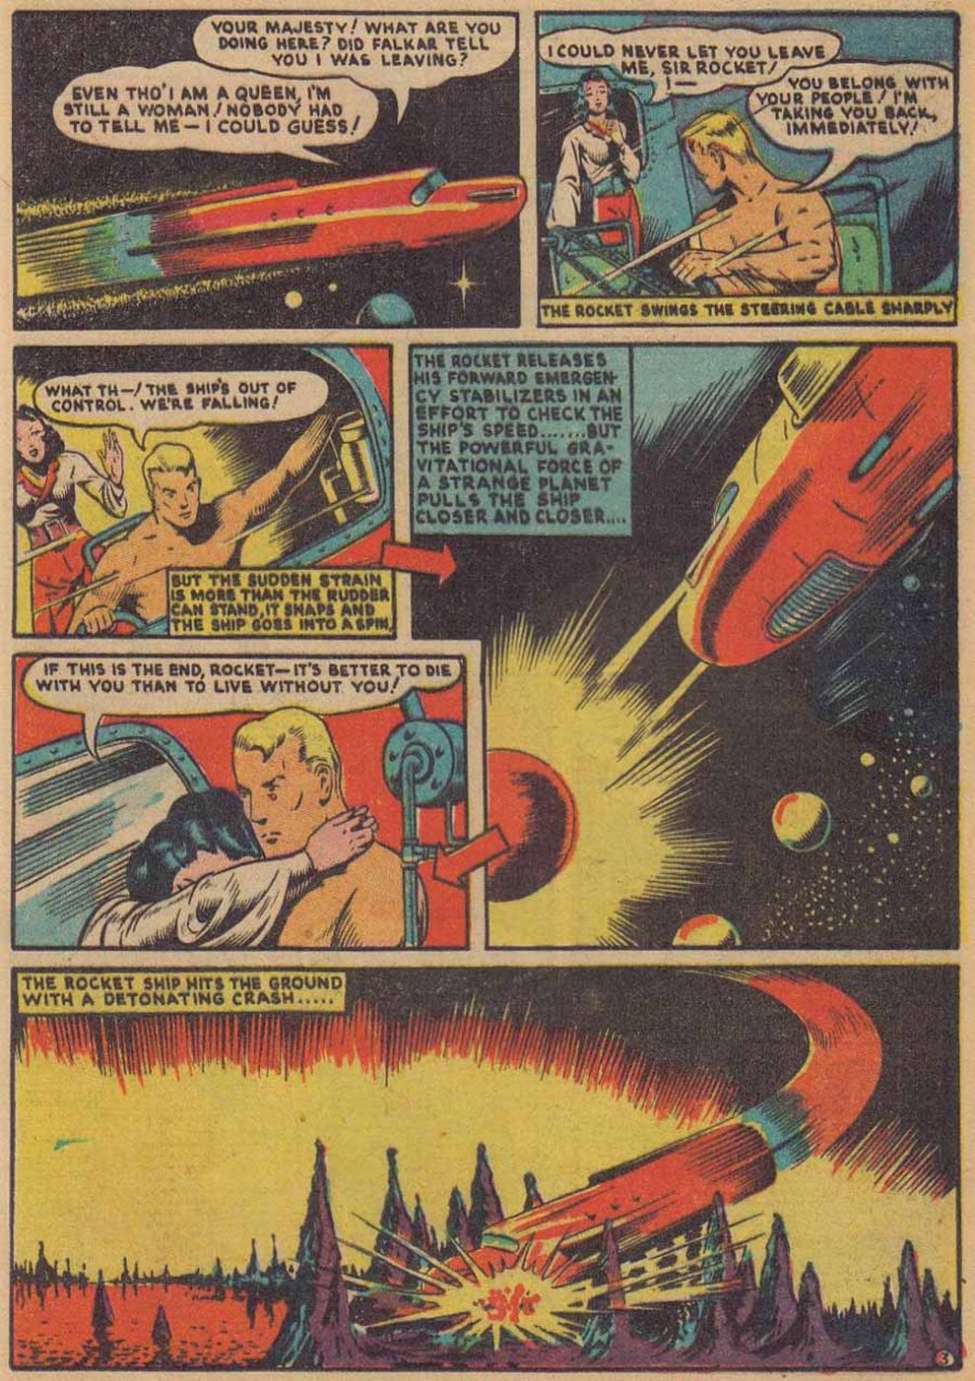 YOUR MAJESTY! WHAT ARE YOU
DOING HERE? DID FALKAR TELL
YOU I WAS LEAVING?
EVEN THO' I AM A QUEEN, I'M
STILL A WOMAN! NOBODY HAD
TO TELL ME — I COULD GUESS!
I COULD NEVER LET YOU LEAVE
ME, SIR ROCKET!
I —
YOU BELONG WITH
YOUR PEOPLE! I'M
TAKING YOU BACK,
IMMEDIATELY!
THE ROCKET SWINGS THE STEERING CABLE SHARPLY
WHAT TH—! THE SHIP'S OUT OF
CONTROL. WE'RE FALLING!
BUT THE SUDDEN STRAIN
IS MORE THAN THE RUDDER
CAN STAND, IT SNAPS AND
THE SHIP GOES INTO A SPIN.
THE ROCKET RELEASES
HIS FORWARD EMERGEN-
CY STABILIZERS IN AN
EFFORT TO CHECK THE
SHIP'S SPEED.......BUT
THE POWERFUL GRA-
VITATIONAL FORCE OF
A STRANGE PLANET
PULLS THE SHIP
CLOSER AND CLOSER....
IF THIS IS THE END, ROCKET — IT'S BETTER TO DIE
WITH YOU THAN TO LIVE WITHOUT YOU!
THE ROCKET SHIP HITS THE GROUND
WITH A DETONATING CRASH.....
3